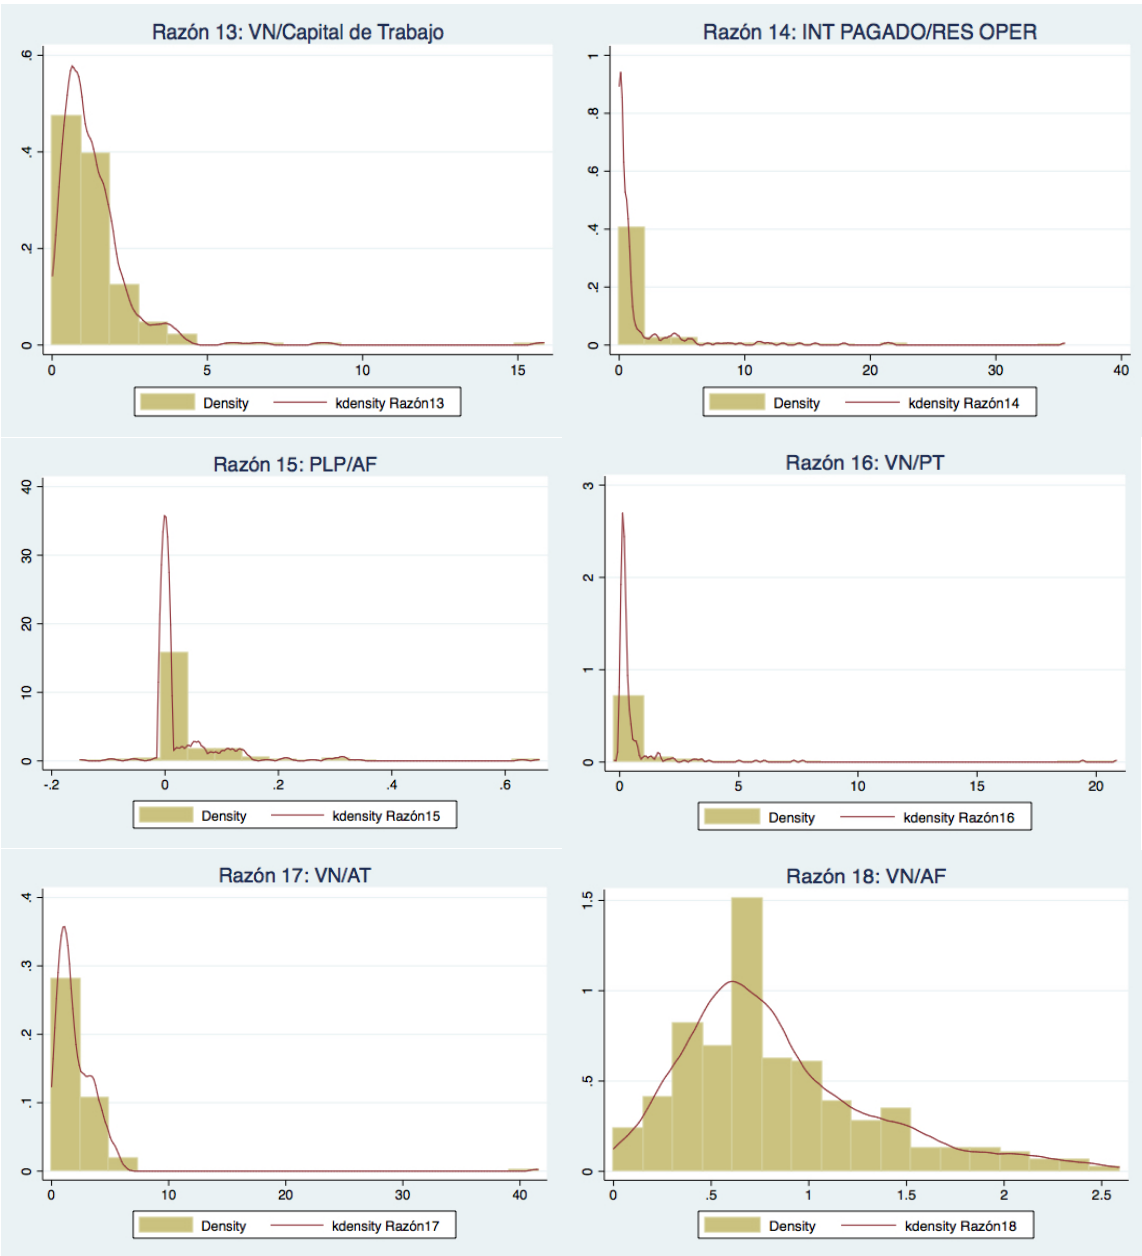 Razón 13: VN/Capital de Trabajo
.6
.4
.2
0
0 5 10 15
Density kdensity Razón13
Razón 14: INT PAGADO/RES OPER
1
.8
.6
.4
.2
0
0 10 20 30 40
Density kdensity Razón14
Razón 15: PLP/AF
40
30
20
10
0
-.2 0 .2 .4 .6
Density kdensity Razón15
Razón 16: VN/PT
3
2
1
0
0 5 10 15 20
Density kdensity Razón16
Razón 17: VN/AT
.4
.3
.2
.1
0
0 10 20 30 40
Density kdensity Razón17
Razón 18: VN/AF
1.5
1
.5
0
0 .5 1 1.5 2 2.5
Density kdensity Razón18